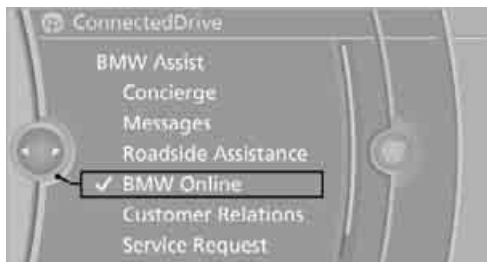 ConnectedDrive
BMW Assist
Concierge
Messages
Roadside Assistance
✓ BMW Online
Customer Relations
Service Request